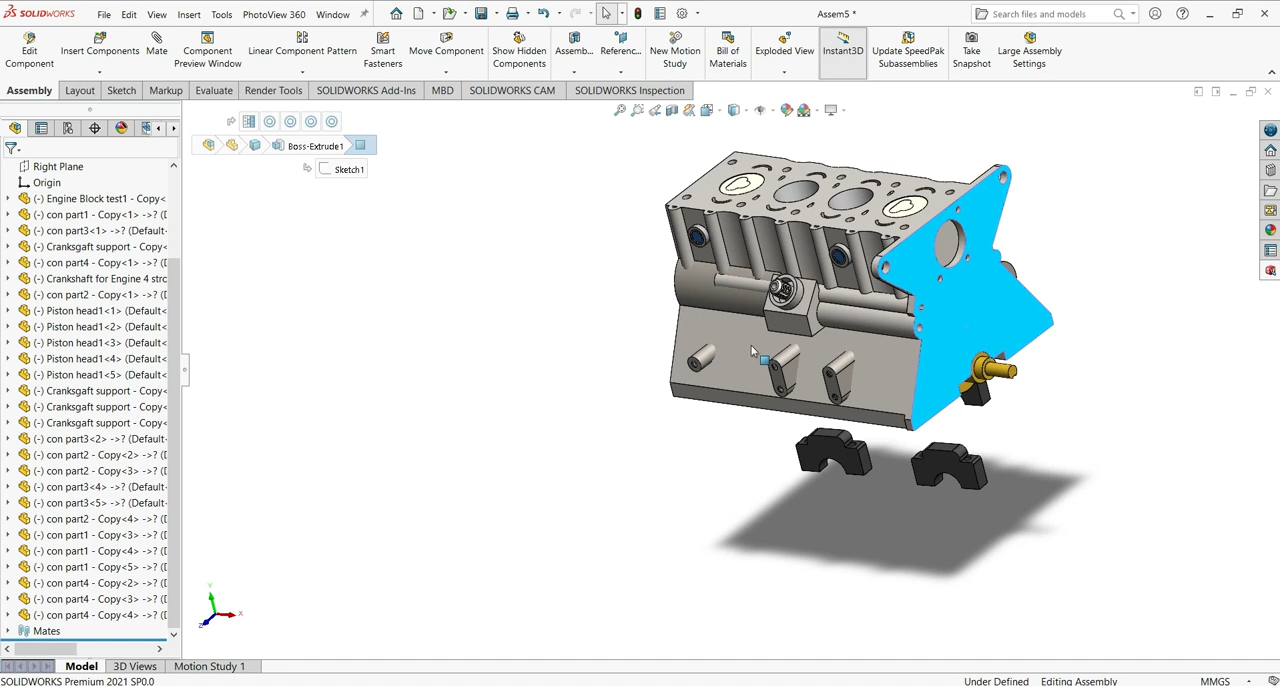 SOLIDWORKS
File Edit View Insert Tools PhotoView 360 Window
Assem5 *
Search files and models
Edit Component
Insert Components
Mate
Component Preview Window
Linear Component Pattern
Smart Fasteners
Move Component
Show Hidden Components
Assemb...
Referenc...
New Motion Study
Bill of Materials
Exploded View
Instant3D
Update SpeedPak Subassemblies
Take Snapshot
Large Assembly Settings
Assembly Layout Sketch Markup Evaluate Render Tools SOLIDWORKS Add-Ins MBD SOLIDWORKS CAM SOLIDWORKS Inspection
Boss-Extrude1
Sketch1
Right Plane
Origin
(-) Engine Block test1 - Copy<
(-) con part1 - Copy<1> ->? (D
(-) con part3<1> ->? (Default-
(-) Cranksgaft support - Copy<
(-) con part4 - Copy<1> ->? (D
(-) Crankshaft for Engine 4 strc
(-) con part2 - Copy<1> ->? (D
(-) Piston head1<1> (Default<
(-) Piston head1<2> (Default<
(-) Piston head1<3> (Default<
(-) Piston head1<4> (Default<
(-) Piston head1<5> (Default<
(-) Cranksgaft support - Copy<
(-) Cranksgaft support - Copy<
(-) Cranksgaft support - Copy<
(-) con part3<2> ->? (Default-
(-) con part2 - Copy<2> ->? (D
(-) con part2 - Copy<3> ->? (D
(-) con part3<4> ->? (Default-
(-) con part3<5> ->? (Default-
(-) con part2 - Copy<4> ->? (D
(-) con part1 - Copy<3> ->? (D
(-) con part1 - Copy<4> ->? (D
(-) con part1 - Copy<5> ->? (D
(-) con part4 - Copy<2> ->? (D
(-) con part4 - Copy<3> ->? (D
(-) con part4 - Copy<4> ->? (D
Mates
Y
X
Z
Model 3D Views Motion Study 1
SOLIDWORKS Premium 2021 SP0.0
Under Defined Editing Assembly MMGS